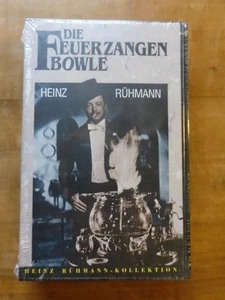 DIE
FEUERZANGEN
BOWLE
HEINZ RÜHMANN
HEINZ RÜHMANN-KOLLEKTION